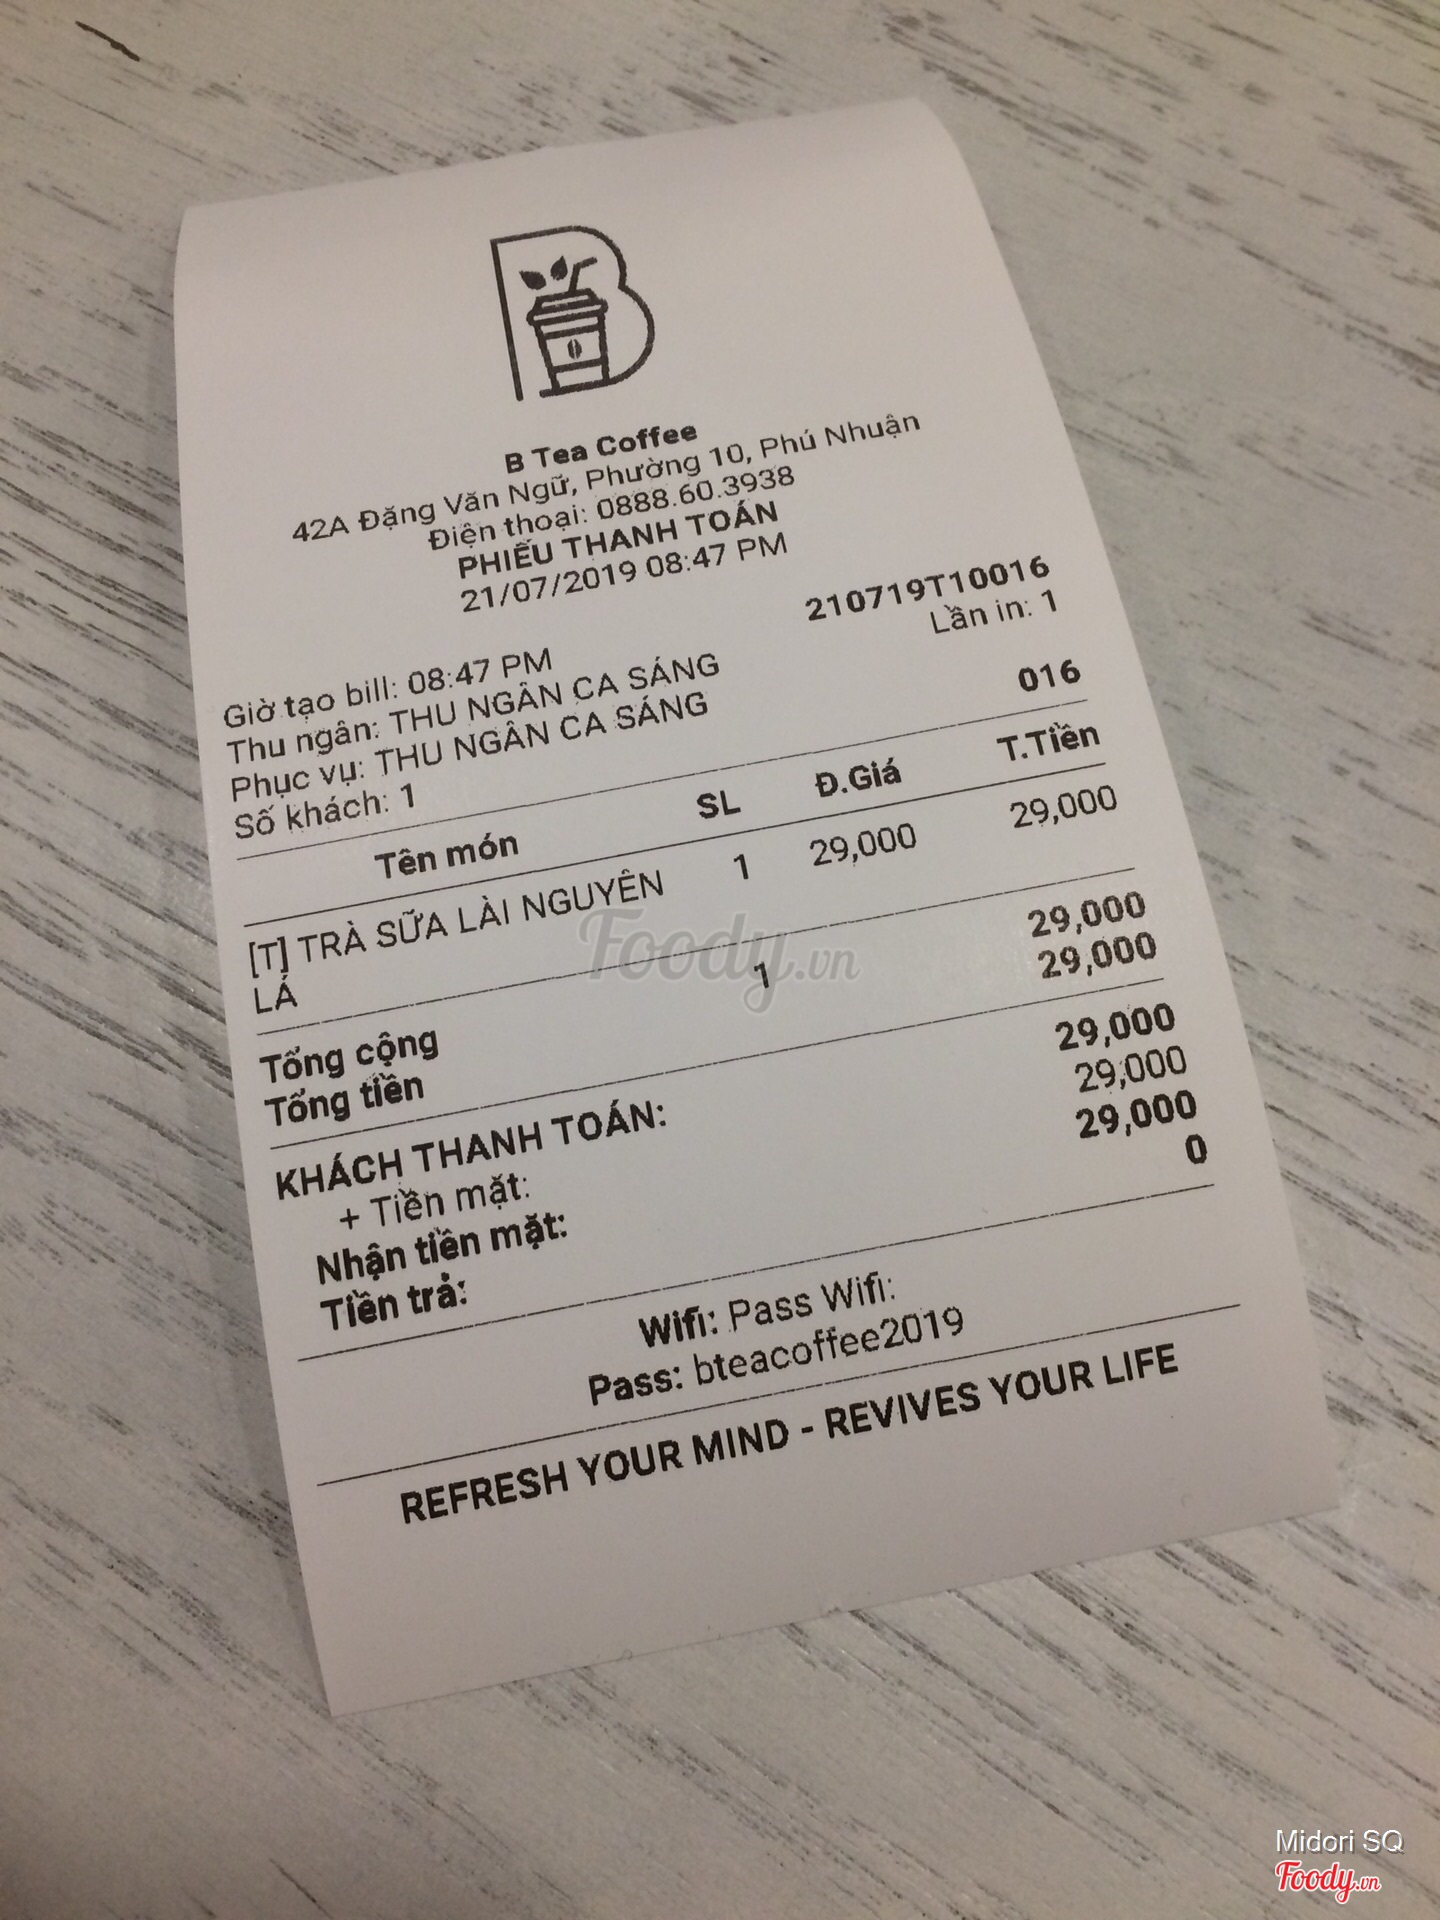 B Tea Coffee
42A Đặng Văn Ngữ, Phường 10, Phú Nhuận
Điện thoại: 0888.60.3938
PHIẾU THANH TOÁN
21/07/2019 08:47 PM
210719T10016
Giờ tạo bill: 08:47 PM Lần in: 1
Thu ngân: THU NGÂN CA SÁNG
Phục vụ: THU NGÂN CA SÁNG 016
Số khách: 1
Tên món SL Đ.Giá T.Tiền
[T] TRÀ SỮA LÀI NGUYÊN 1 29,000 29,000
LÁ
Tổng cộng 1 29,000
Tổng tiền 29,000
KHÁCH THANH TOÁN: 29,000
+ Tiền mặt: 29,000
Nhận tiền mặt: 29,000
Tiền trả: 0
Wifi: Pass Wifi:
Pass: bteacoffee2019
REFRESH YOUR MIND - REVIVES YOUR LIFE
Foody.vn
Midori SQ
Foody.vn